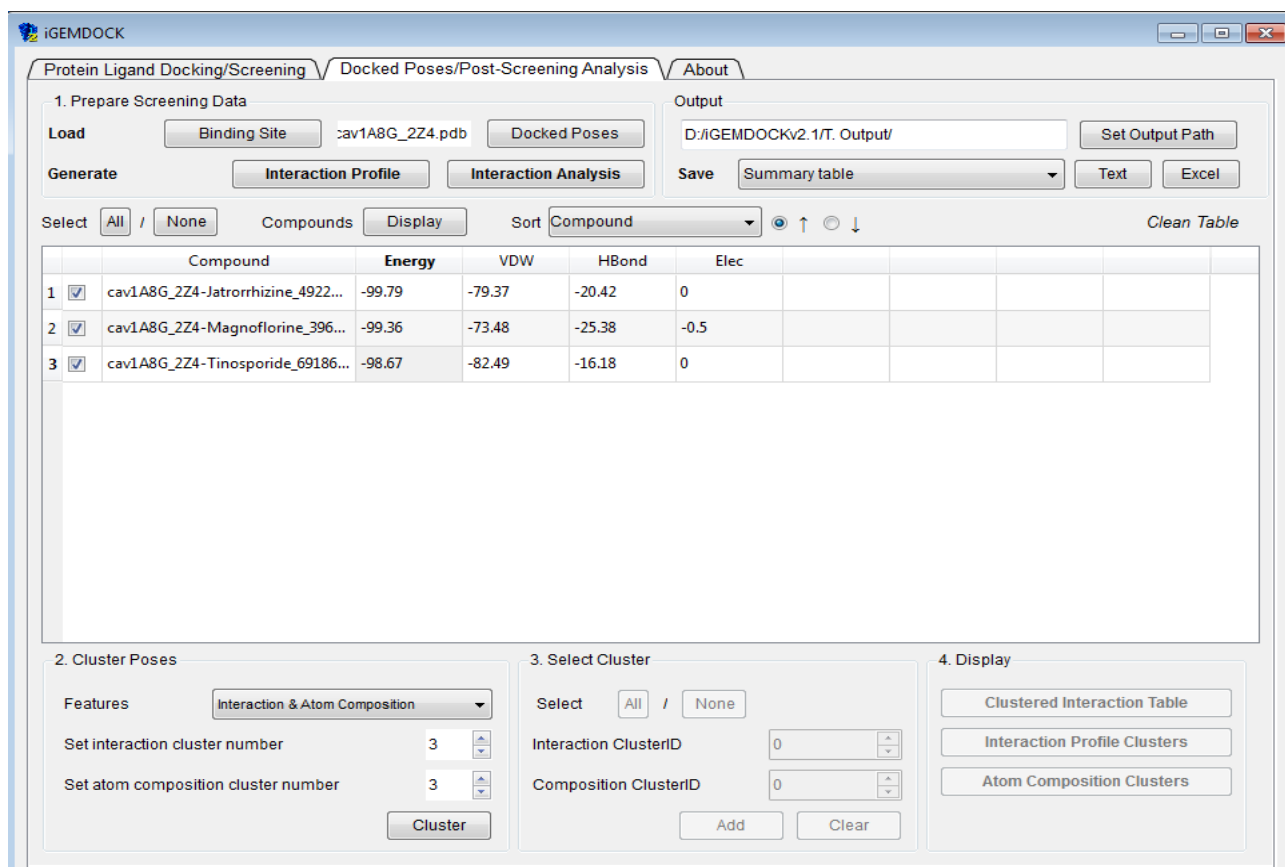 iGEMDOCK
Protein Ligand Docking/Screening Docked Poses/Post-Screening Analysis About
1. Prepare Screening Data Output
Load Binding Site cav1A8G_2Z4.pdb Docked Poses D:/iGEMDOCKv2.1/T. Output/ Set Output Path
Generate Interaction Profile Interaction Analysis Save Summary table Text Excel
Select All / None Compounds Display Sort Compound ↑ ↓ Clean Table
Compound Energy VDW HBond Elec
1 cav1A8G_2Z4-Jatrorrhizine_4922... -99.79 -79.37 -20.42 0
2 cav1A8G_2Z4-Magnoflorine_396... -99.36 -73.48 -25.38 -0.5
3 cav1A8G_2Z4-Tinosporide_69186... -98.67 -82.49 -16.18 0
2. Cluster Poses 3. Select Cluster 4. Display
Features Interaction & Atom Composition Select All / None Clustered Interaction Table
Set interaction cluster number 3 Interaction ClusterID 0 Interaction Profile Clusters
Set atom composition cluster number 3 Composition ClusterID 0 Atom Composition Clusters
Cluster Add Clear